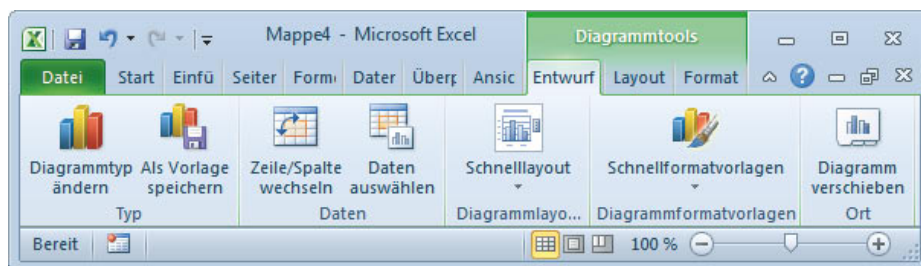 Mappe4 - Microsoft Excel
Diagrammtools
Datei Start Einfü Seiter Form Dater Überp Ansic Entwurf Layout Format
Diagrammtyp ändern
Als Vorlage speichern
Zeile/Spalte wechseln
Daten auswählen
Schnelllayout
Schnellformatvorlagen
Diagramm verschieben
Typ
Daten
Diagrammlayo...
Diagrammformatvorlagen
Ort
Bereit
100 %